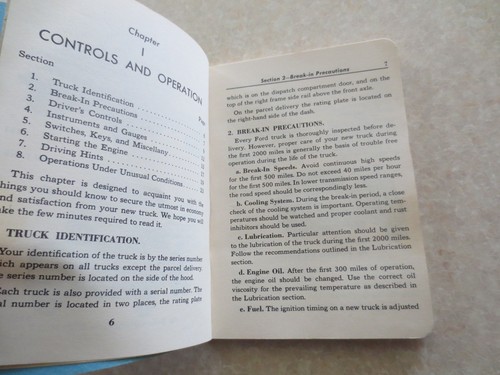 Chapter
I
CONTROLS AND OPERATION
Section
Page
1. Truck Identification
2. Break-in Precautions
3. Driver's Controls
4. Instruments and Gauges
5. Switches, Keys, and Miscellany
6. Starting the Engine
7. Driving Hints
8. Operations Under Unusual Conditions
This chapter is designed to acquaint you with the
things you should know to secure the utmost in economy
and satisfaction from your new truck. We hope you will
take the few minutes required to read it.
TRUCK IDENTIFICATION.
Your identification of the truck is by the series number
which appears on all trucks except the parcel delivery
series number is located on the side of the hood.
Each truck is also provided with a serial number. The
number is located in two places, the rating plate
6
Section 2—Break-in Precautions 7
which is on the dispatch compartment door, and on the
top of the right frame side rail above the front axle.
On the parcel delivery the rating plate is located on
the right-hand side of the dash.
2. BREAK-IN PRECAUTIONS.
Every Ford truck is thoroughly inspected before de-
livery. However, proper care of your new truck during
the first 2000 miles is generally the basis of trouble free
operation during the life of the truck.
a. Break-in Speeds. Avoid continuous high speeds
for the first 500 miles. Do not exceed 40 miles per hour
for the first 500 miles. In lower transmission speed ranges,
the road speed should be correspondingly less.
b. Cooling System. During the break-in period, a close
check of the cooling system is important. Operating tem-
peratures should be watched and proper coolant and rust
inhibitors should be used.
c. Lubrication. Particular attention should be given
to the lubrication of the truck during the first 2000 miles.
Follow the recommendations outlined in the Lubrication
section.
d. Engine Oil. After the first 300 miles of operation,
the engine oil should be changed. Use the correct oil
viscosity for the prevailing temperature as described in
the Lubrication section.
e. Fuel. The ignition timing on a new truck is adjusted